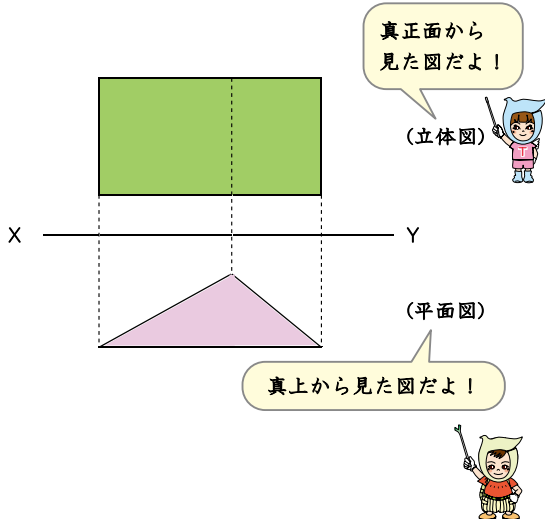 真正面から
見た図だよ！
(立体図)
T
X
Y
(平面図)
真上から見た図だよ！